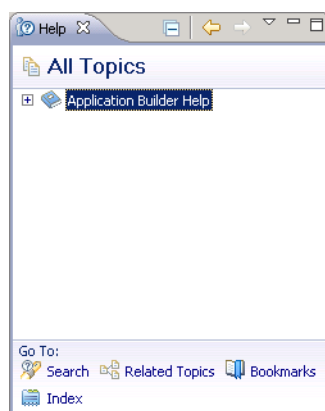 Help
All Topics
Application Builder Help
Go To:
Search Related Topics Bookmarks
Index